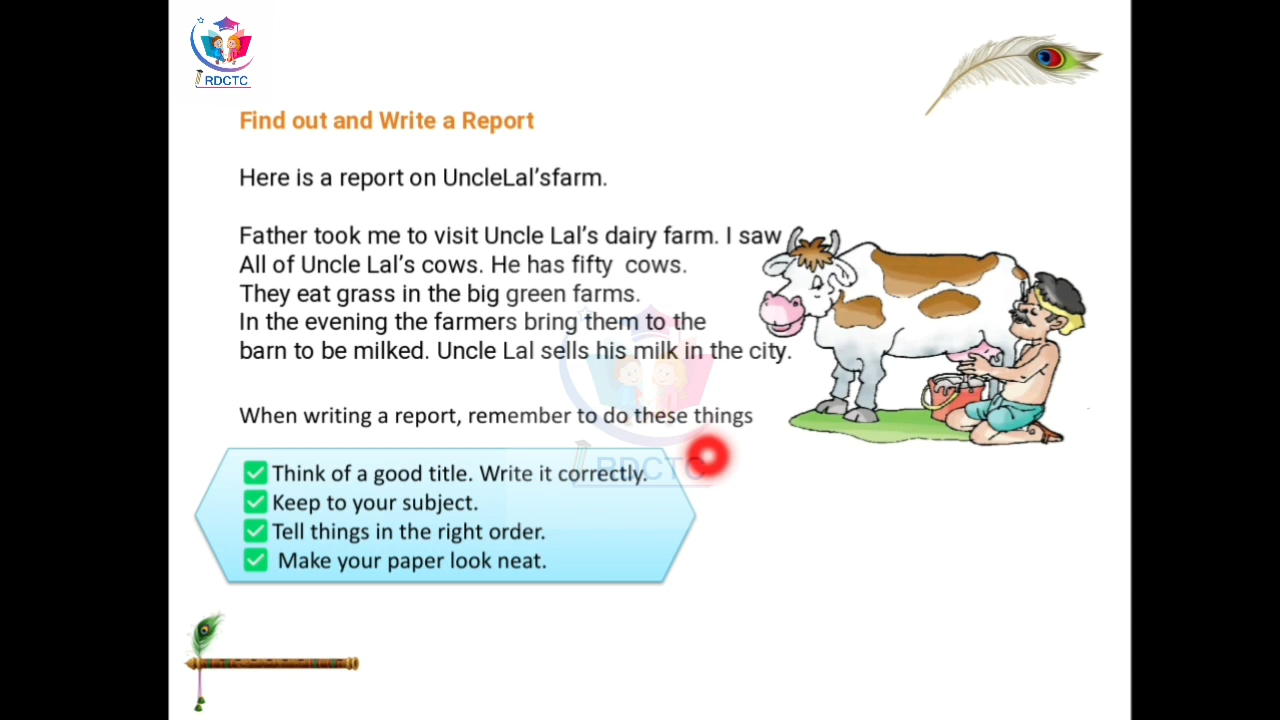 RDCTC
Find out and Write a Report
Here is a report on UncleLal’sfarm.
Father took me to visit Uncle Lal’s dairy farm. I saw
All of Uncle Lal’s cows. He has fifty  cows.
They eat grass in the big green farms.
In the evening the farmers bring them to the
barn to be milked. Uncle Lal sells his milk in the city.
When writing a report, remember to do these things
RDCTC
Think of a good title. Write it correctly.
Keep to your subject.
Tell things in the right order.
Make your paper look neat.